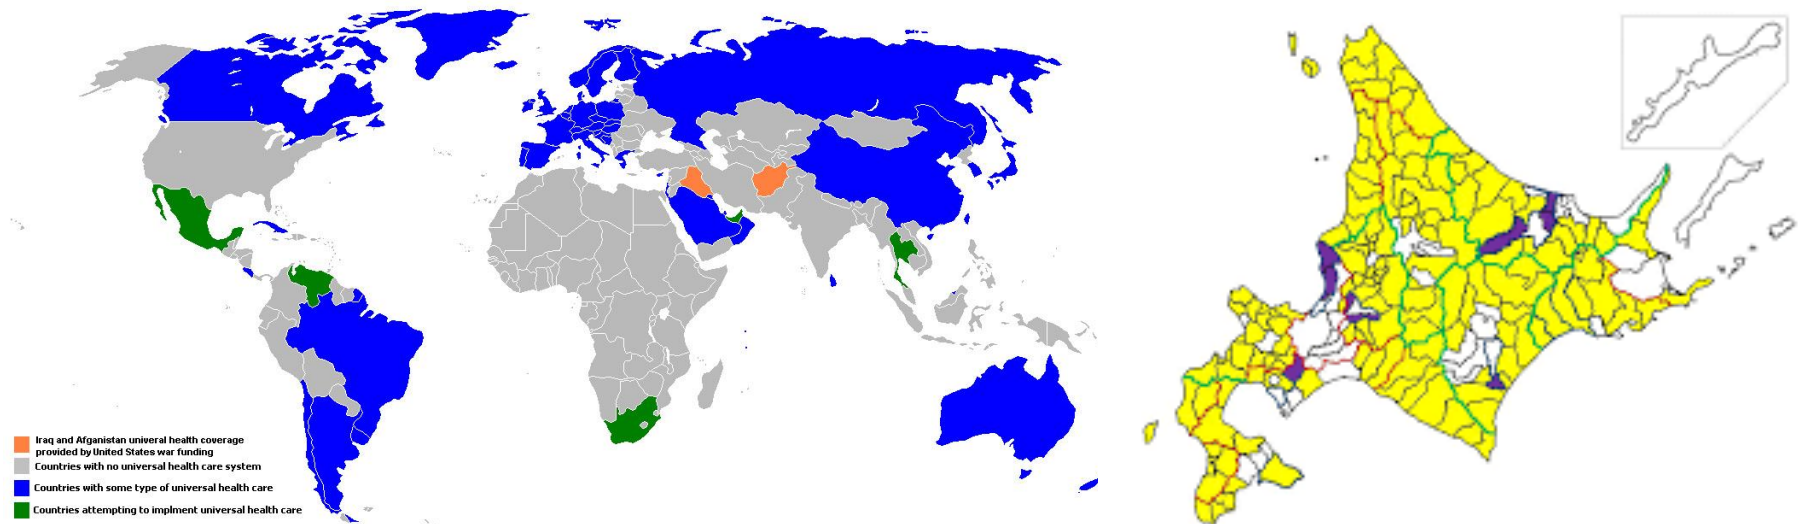 Iraq and Afganistan univeral health coverage
provided by United States war funding
Countries with no universal health care system
Countries with some type of universal health care
Countries attempting to implment universal health care